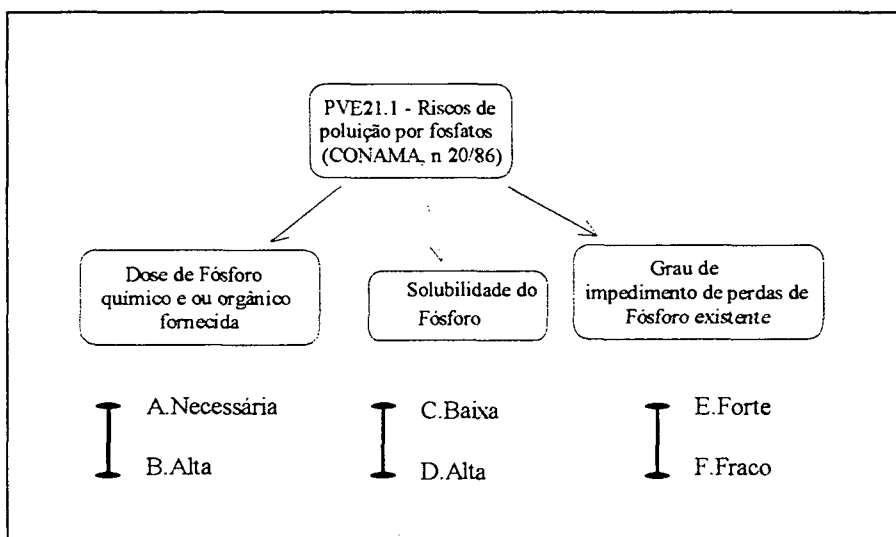 PVE21.1 - Riscos de
poluição por fosfatos
(CONAMA, n 20/86)
Dose de Fósforo
químico e ou orgânico
fornecida
Solubilidade do
Fósforo
Grau de
impedimento de perdas de
Fósforo existente
A.Necessária
B.Alta
C.Baixa
D.Alta
E.Forte
F.Fraco